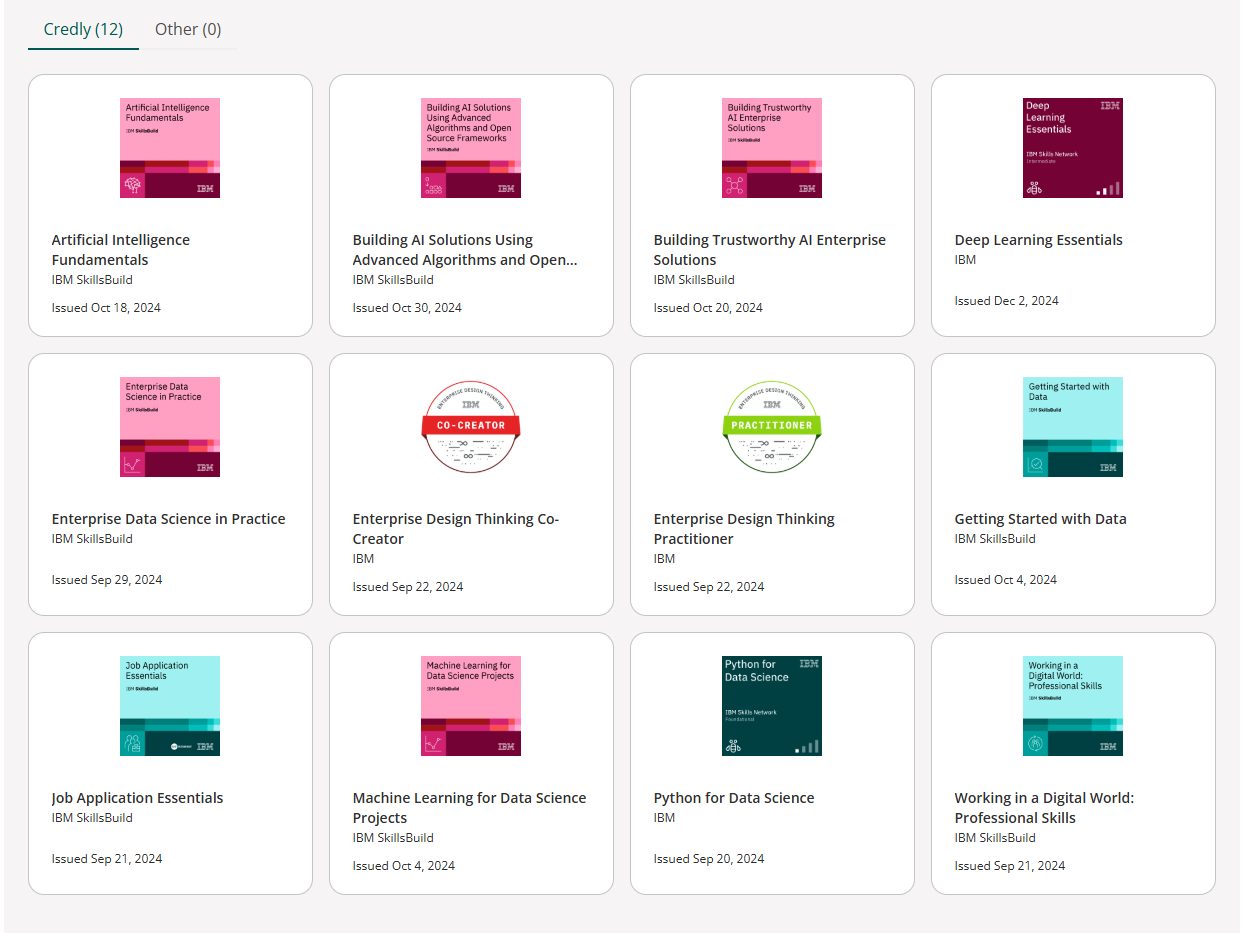 Credly (12)
Other (0)
Artificial Intelligence
Fundamentals
IBM SkillsBuild
IBM
Artificial Intelligence
Fundamentals
IBM SkillsBuild
Issued Oct 18, 2024
Building AI Solutions
Using Advanced
Algorithms and Open
Source Frameworks
IBM SkillsBuild
IBM
Building AI Solutions Using
Advanced Algorithms and Open...
IBM SkillsBuild
Issued Oct 30, 2024
Building Trustworthy
AI Enterprise
Solutions
IBM SkillsBuild
IBM
Building Trustworthy AI Enterprise
Solutions
IBM SkillsBuild
Issued Oct 20, 2024
Deep
Learning
Essentials
IBM
IBM Skills Network
Intermediate
Deep Learning Essentials
IBM
Issued Dec 2, 2024
Enterprise Data
Science in Practice
IBM SkillsBuild
IBM
Enterprise Data Science in Practice
IBM SkillsBuild
Issued Sep 29, 2024
ENTERPRISE DESIGN THINKING
IBM
CO-CREATOR
Enterprise Design Thinking Co-
Creator
IBM
Issued Sep 22, 2024
ENTERPRISE DESIGN THINKING
IBM
PRACTITIONER
Enterprise Design Thinking
Practitioner
IBM
Issued Sep 22, 2024
Getting Started with
Data
IBM SkillsBuild
IBM
Getting Started with Data
IBM SkillsBuild
Issued Oct 4, 2024
Job Application
Essentials
IBM SkillsBuild
IBM
Job Application Essentials
IBM SkillsBuild
Issued Sep 21, 2024
Machine Learning for
Data Science Projects
IBM SkillsBuild
IBM
Machine Learning for Data Science
Projects
IBM SkillsBuild
Issued Oct 4, 2024
Python for
Data Science
IBM
IBM Skills Network
Foundational
Python for Data Science
IBM
Issued Sep 20, 2024
Working in a
Digital World:
Professional Skills
IBM SkillsBuild
IBM
Working in a Digital World:
Professional Skills
IBM SkillsBuild
Issued Sep 21, 2024